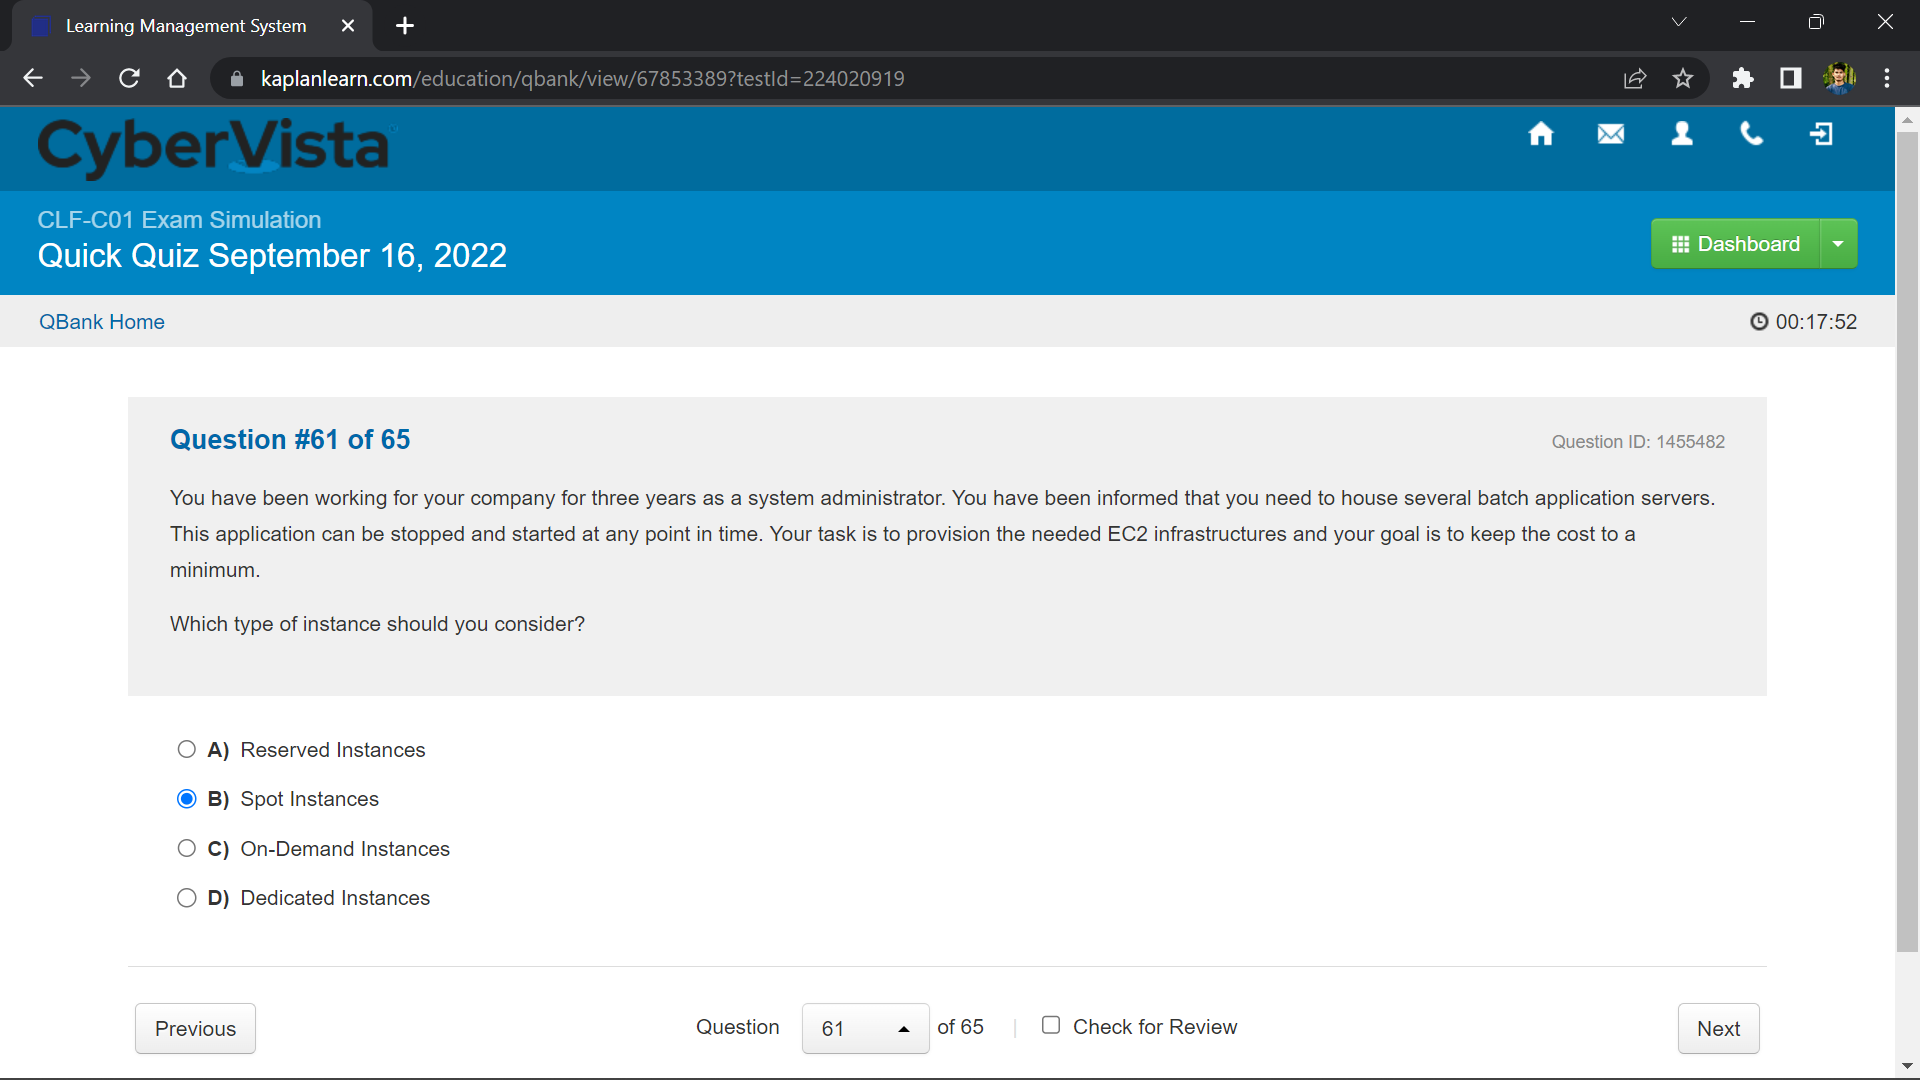 Learning Management System
kaplanlearn.com/education/qbank/view/67853389?testId=224020919
CyberVista
CLF-C01 Exam Simulation
Quick Quiz September 16, 2022
Dashboard
QBank Home
00:17:52
Question #61 of 65
Question ID: 1455482
You have been working for your company for three years as a system administrator. You have been informed that you need to house several batch application servers.
This application can be stopped and started at any point in time. Your task is to provision the needed EC2 infrastructures and your goal is to keep the cost to a
minimum.
Which type of instance should you consider?
A) Reserved Instances
B) Spot Instances
C) On-Demand Instances
D) Dedicated Instances
Previous
Question 61 of 65 | Check for Review
Next